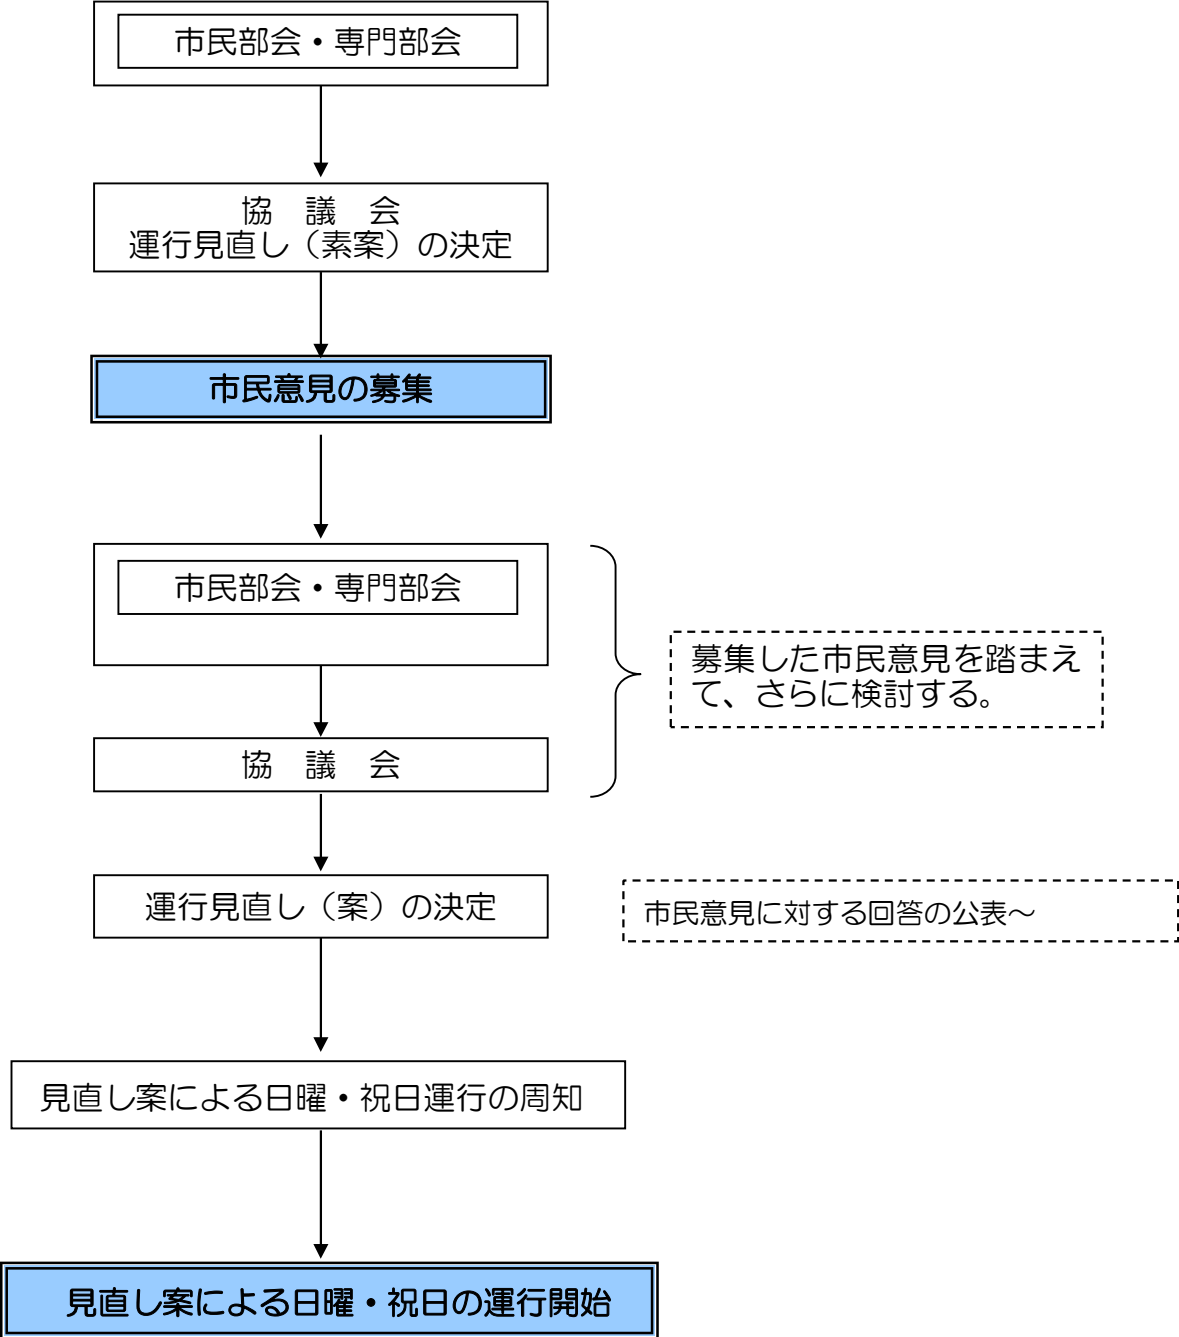 市民部会・専門部会
協　議　会
運行見直し（素案）の決定
市民意見の募集
市民部会・専門部会
募集した市民意見を踏まえ
て、さらに検討する。
協　議　会
運行見直し（案）の決定
市民意見に対する回答の公表～
見直し案による日曜・祝日運行の周知
見直し案による日曜・祝日の運行開始